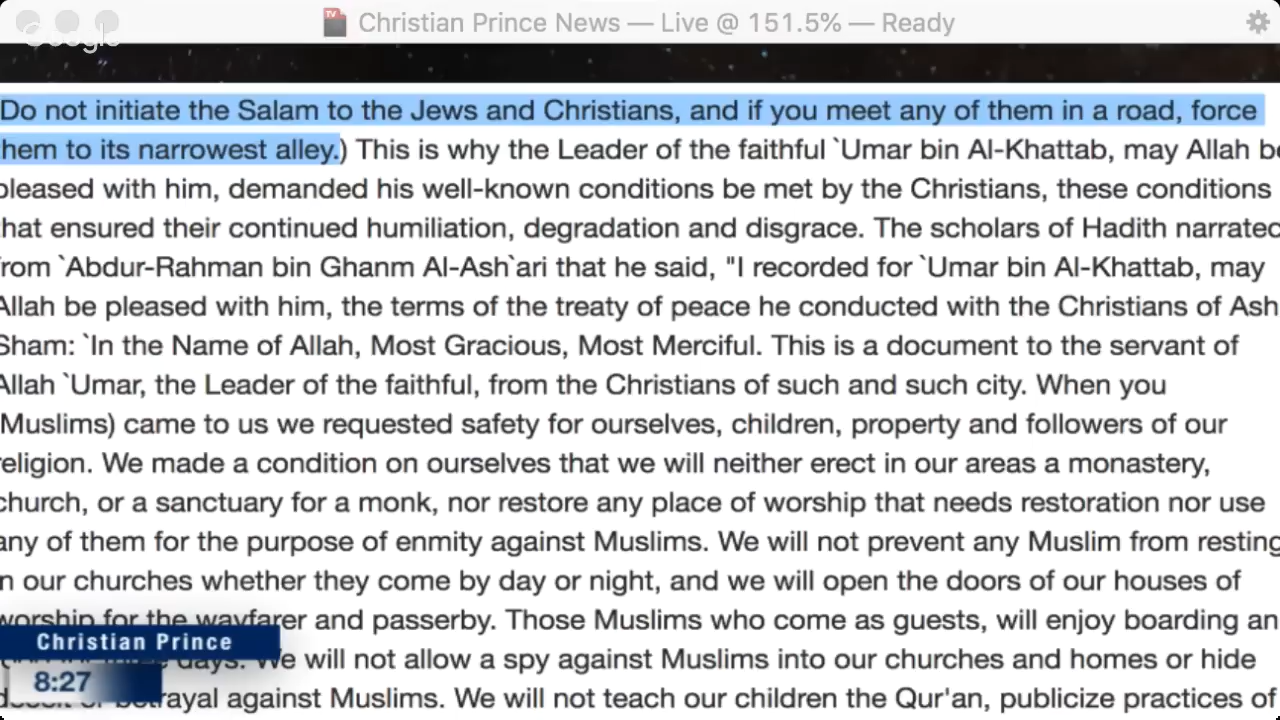 Google
TV
Christian Prince News — Live @ 151.5% — Ready
Do not initiate the Salam to the Jews and Christians, and if you meet any of them in a road, force
hem to its narrowest alley.) This is why the Leader of the faithful `Umar bin Al-Khattab, may Allah be
pleased with him, demanded his well-known conditions be met by the Christians, these conditions
that ensured their continued humiliation, degradation and disgrace. The scholars of Hadith narrated
from `Abdur-Rahman bin Ghanm Al-Ash`ari that he said, "I recorded for `Umar bin Al-Khattab, may
Allah be pleased with him, the terms of the treaty of peace he conducted with the Christians of Ash
Sham: `In the Name of Allah, Most Gracious, Most Merciful. This is a document to the servant of
Allah `Umar, the Leader of the faithful, from the Christians of such and such city. When you
(Muslims) came to us we requested safety for ourselves, children, property and followers of our
religion. We made a condition on ourselves that we will neither erect in our areas a monastery,
church, or a sanctuary for a monk, nor restore any place of worship that needs restoration nor use
any of them for the purpose of enmity against Muslims. We will not prevent any Muslim from resting
in our churches whether they come by day or night, and we will open the doors of our houses of
worship for the wayfarer and passerby. Those Muslims who come as guests, will enjoy boarding an
Christian Prince
days. We will not allow a spy against Muslims into our churches and homes or hide
8:27
betrayal against Muslims. We will not teach our children the Qur'an, publicize practices of